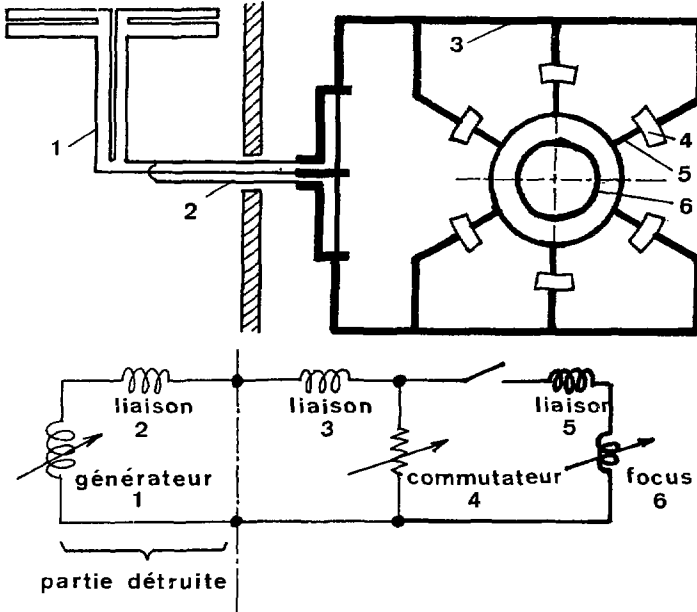 3
1
4
5
2
6
liaison
2
liaison
3
liaison
5
générateur
1
commutateur
4
focus
6
partie détruite